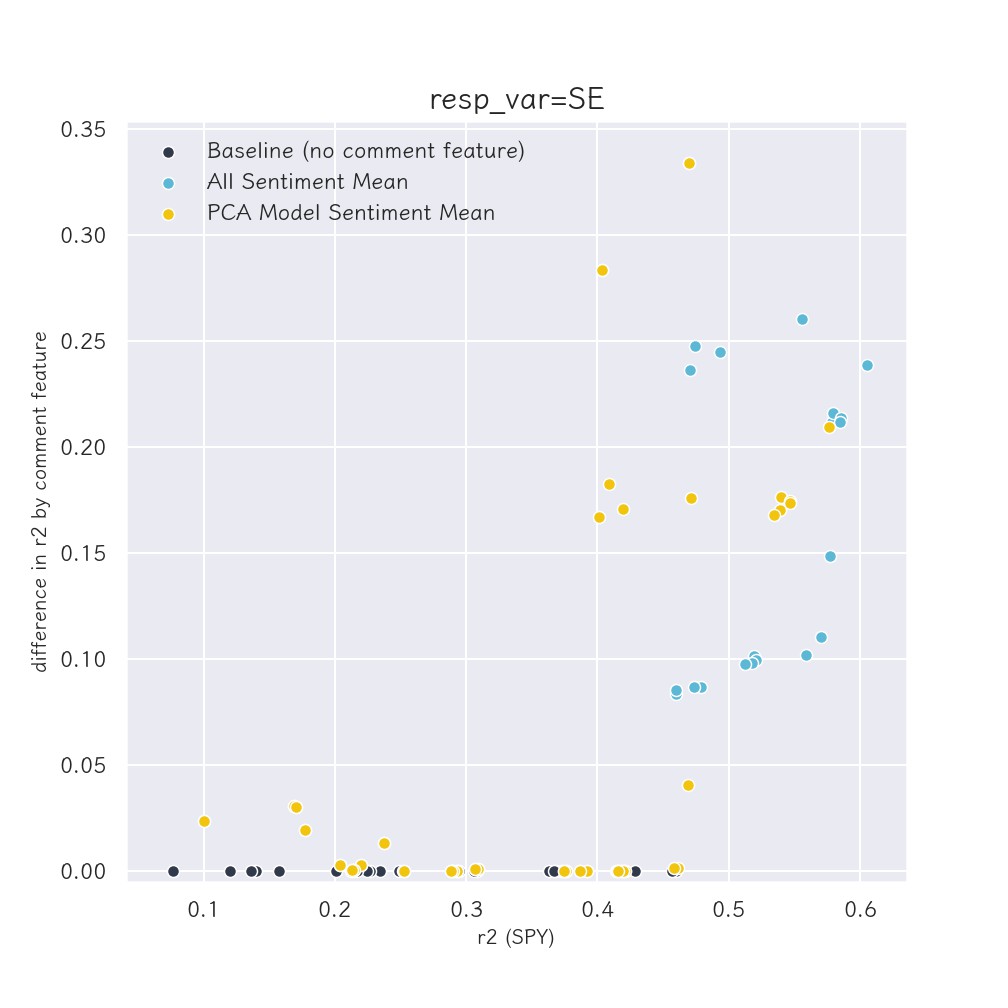 resp_var=SE
Baseline (no comment feature)
All Sentiment Mean
PCA Model Sentiment Mean
difference in r2 by comment feature
0.35
0.30
0.25
0.20
0.15
0.10
0.05
0.00
0.1 0.2 0.3 0.4 0.5 0.6
r2 (SPY)